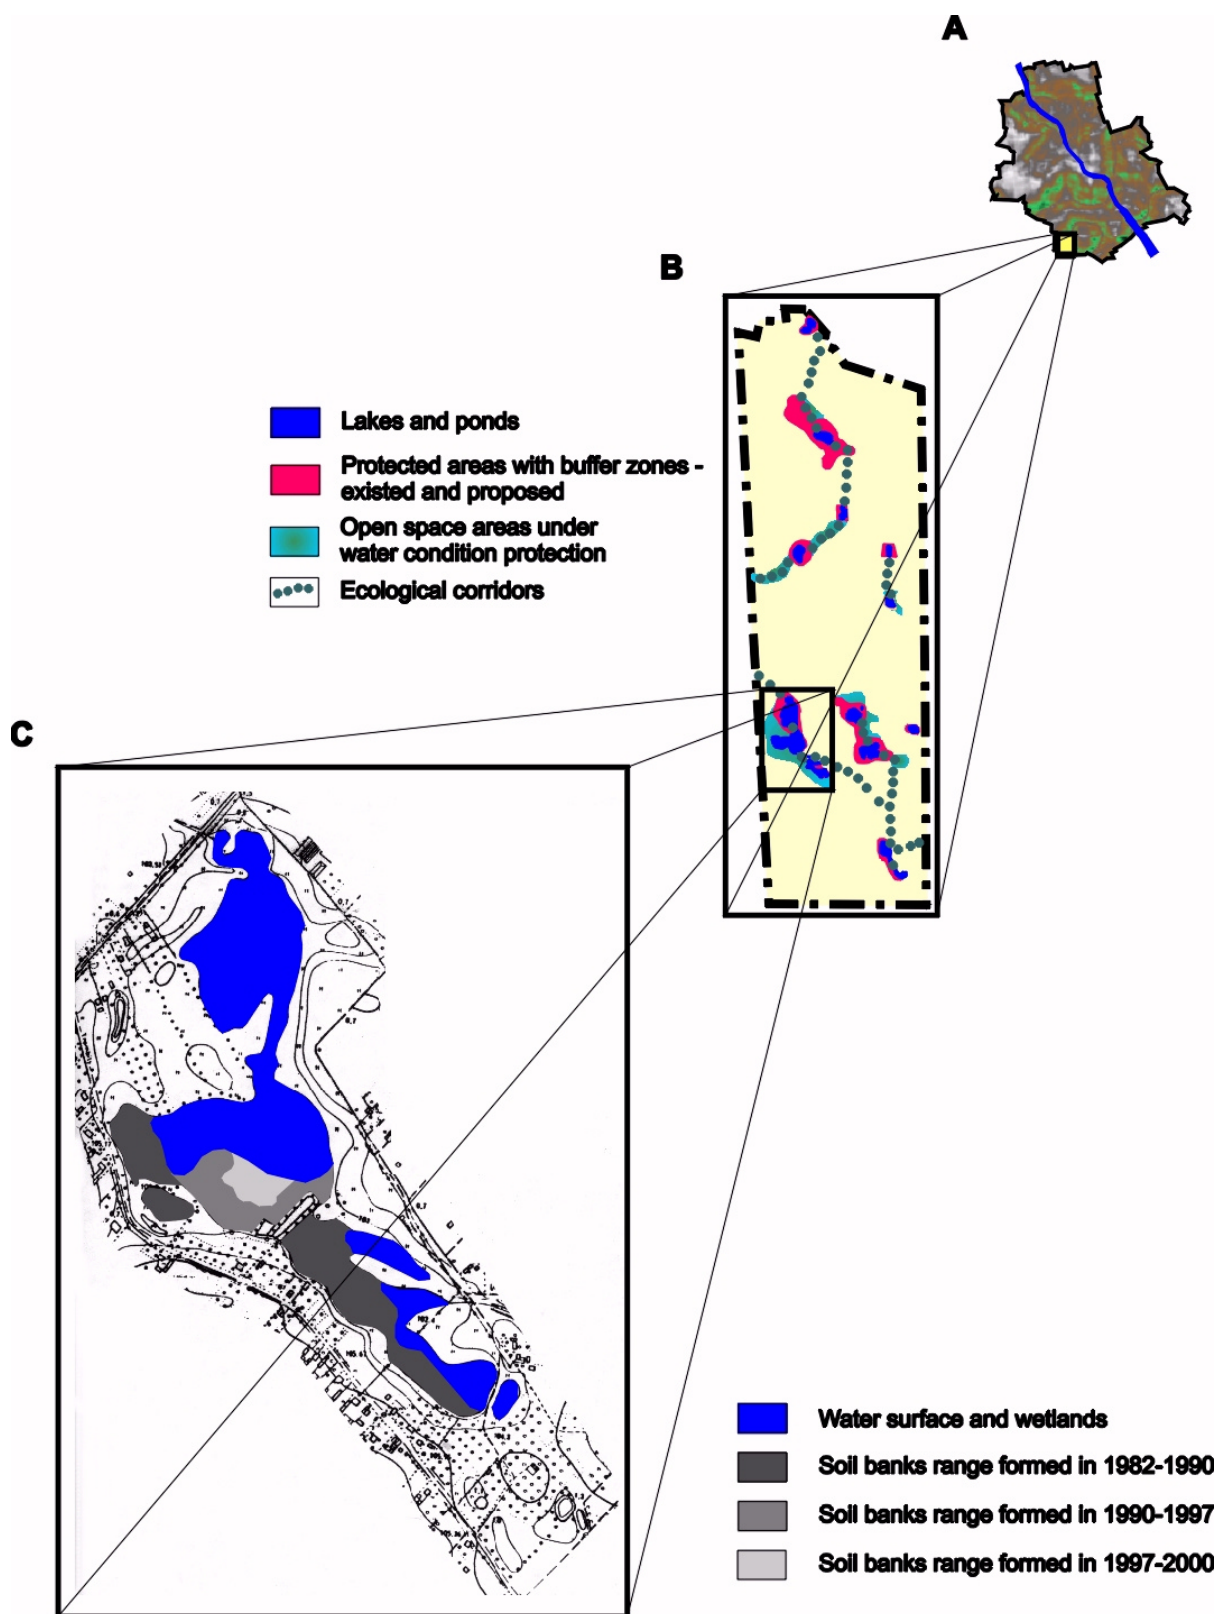 A
B
Lakes and ponds
Protected areas with buffer zones -
existed and proposed
Open space areas under
water condition protection
Ecological corridors
C
Water surface and wetlands
Soil banks range formed in 1982-1990
Soil banks range formed in 1990-1997
Soil banks range formed in 1997-2000